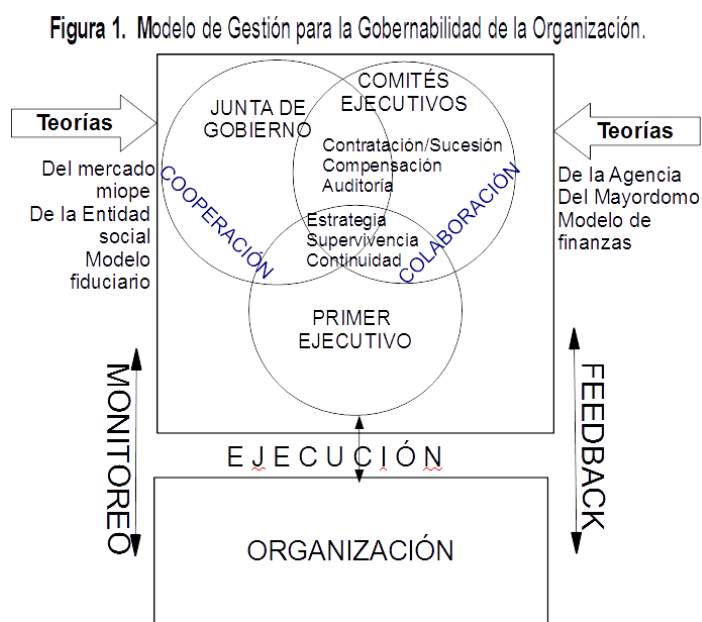 Figura 1. Modelo de Gestión para la Gobernabilidad de la Organización.
Teorías
Del mercado
miope
De la Entidad
social
Modelo
fiduciario
JUNTA DE
GOBIERNO
COMITÉS
EJECUTIVOS
Contratación/Sucesión
Compensación
Auditoría
COOPERACIÓN
Estrategia
Supervivencia
Continuidad
COLABORACIÓN
PRIMER
EJECUTIVO
Teorías
De la Agencia
Del Mayordomo
Modelo de
finanzas
MONITOREO
FEEDBACK
EJECUCIÓN
ORGANIZACIÓN